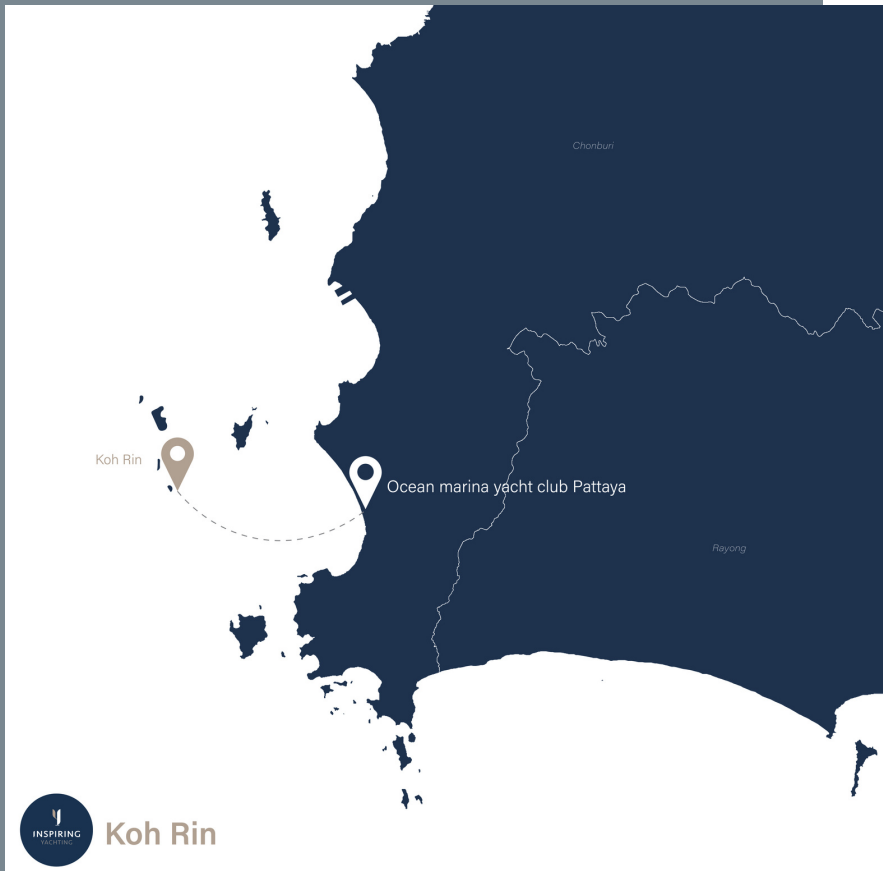 Chonburi
Koh Rin
Ocean marina yacht club Pattaya
Rayong
INSPIRING
YACHTING
Koh Rin